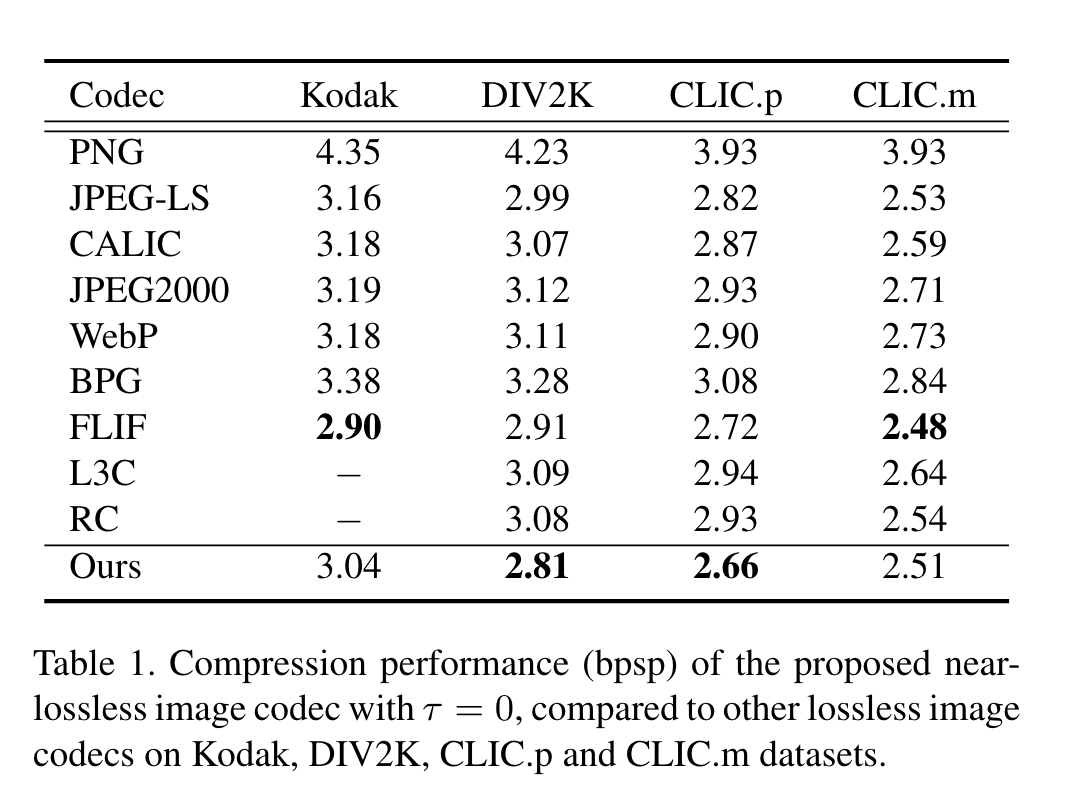 Codec Kodak DIV2K CLIC.p CLIC.m
PNG 4.35 4.23 3.93 3.93
JPEG-LS 3.16 2.99 2.82 2.53
CALIC 3.18 3.07 2.87 2.59
JPEG2000 3.19 3.12 2.93 2.71
WebP 3.18 3.11 2.90 2.73
BPG 3.38 3.28 3.08 2.84
FLIF 2.90 2.91 2.72 2.48
L3C – 3.09 2.94 2.64
RC – 3.08 2.93 2.54
Ours 3.04 2.81 2.66 2.51
Table 1. Compression performance (bpsp) of the proposed near-
lossless image codec with τ = 0, compared to other lossless image
codecs on Kodak, DIV2K, CLIC.p and CLIC.m datasets.